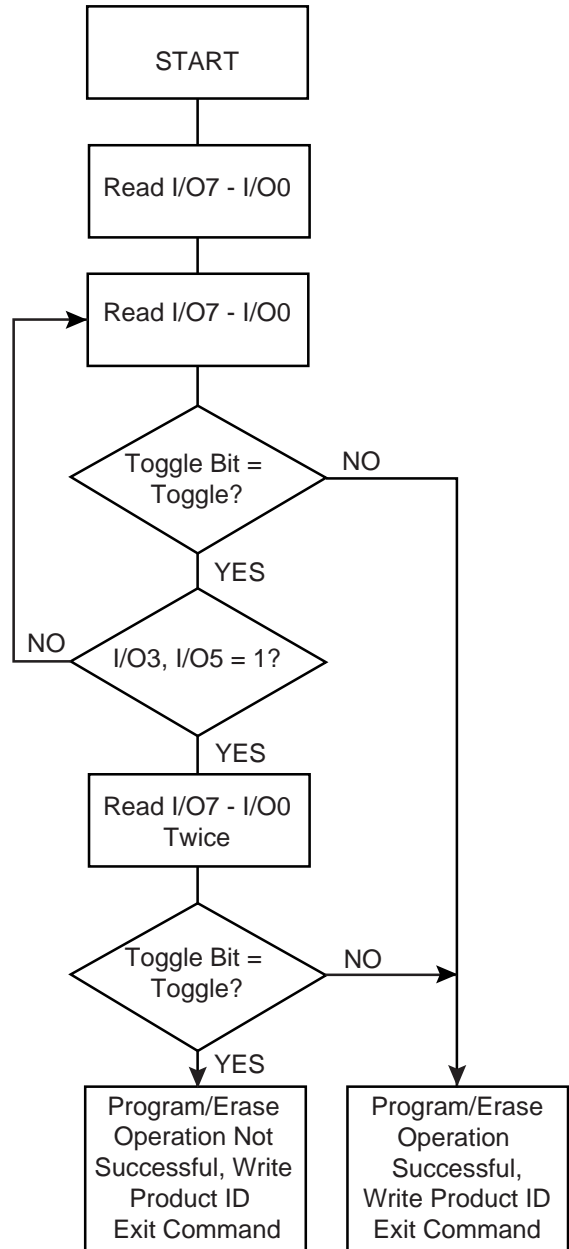 START
Read I/O7 - I/O0
Read I/O7 - I/O0
Toggle Bit =
Toggle?
NO
YES
NO
I/O3, I/O5 = 1?
YES
Read I/O7 - I/O0
Twice
Toggle Bit =
Toggle?
NO
YES
Program/Erase
Operation Not
Successful, Write
Product ID
Exit Command
Program/Erase
Operation
Successful,
Write Product ID
Exit Command